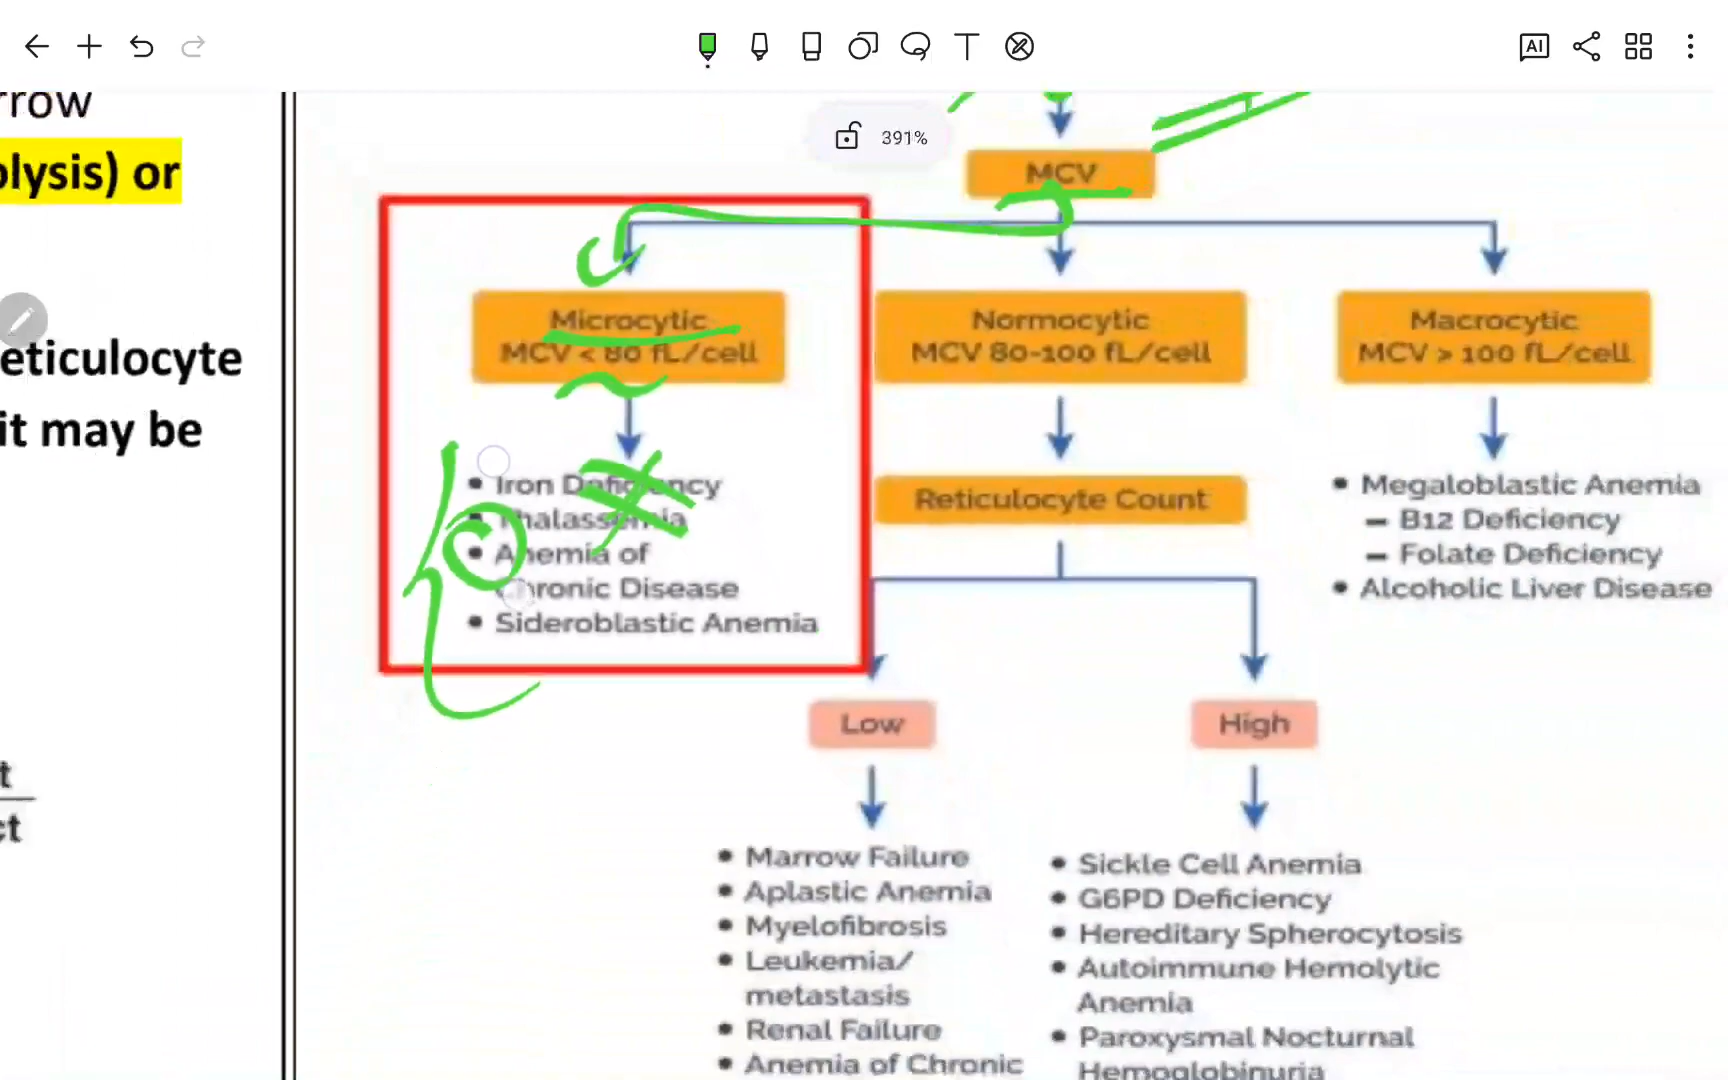 AI
rrow
olysis) or
eticulocyte
it may be
t
ct
391%
MCV
Microcytic
MCV < 80 fL/cell
Normocytic
MCV 80-100 fL/cell
Macrocytic
MCV > 100 fL/cell
• Iron Deficiency
• Thalassemia
• Anemia of
Chronic Disease
• Sideroblastic Anemia
Reticulocyte Count
• Megaloblastic Anemia
– B12 Deficiency
– Folate Deficiency
• Alcoholic Liver Disease
Low
High
• Marrow Failure
• Aplastic Anemia
• Myelofibrosis
• Leukemia/
metastasis
• Renal Failure
• Anemia of Chronic
• Sickle Cell Anemia
• G6PD Deficiency
• Hereditary Spherocytosis
• Autoimmune Hemolytic
Anemia
• Paroxysmal Nocturnal
Hemoglobinuria